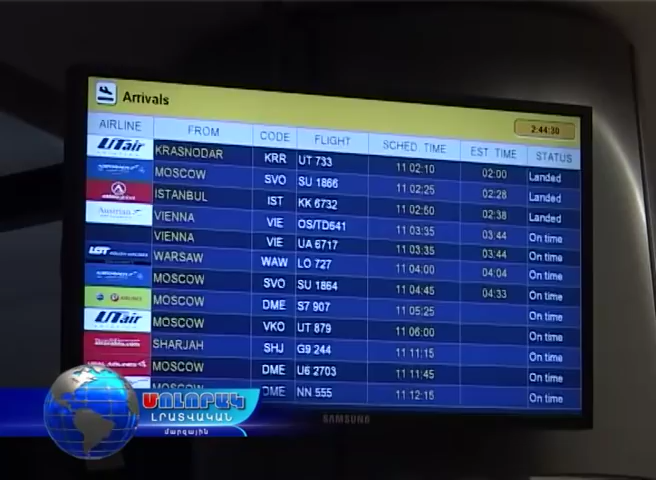 Arrivals
2:44:30
AIRLINE FROM CODE FLIGHT SCHED TIME EST TIME STATUS
UTair KRASNODAR KRR UT 733 11 02:10 02:00 Landed
MOSCOW SVO SU 1866 11 02:25 02:28 Landed
ISTANBUL IST KK 6732 11 02:50 02:38 Landed
Austrian VIENNA VIE OS/TD641 11 03:35 03:44 On time
VIENNA VIE UA 6717 11 03:35 03:44 On time
LOT WARSAW WAW LO 727 11 04:00 04:04 On time
MOSCOW SVO SU 1864 11 04:45 04:33 On time
MOSCOW DME S7 907 11 05:25 On time
UTair MOSCOW VKO UT 879 11 06:00 On time
SHARJAH SHJ G9 244 11 11:15 On time
MOSCOW DME U6 2703 11 11:45 On time
MOSCOW DME NN 555 11 12:15 On time
SAMSUNG
ՄՈԼՈՐԱԿ
ԼՐԱՏՎԱԿԱՆ
մարզային